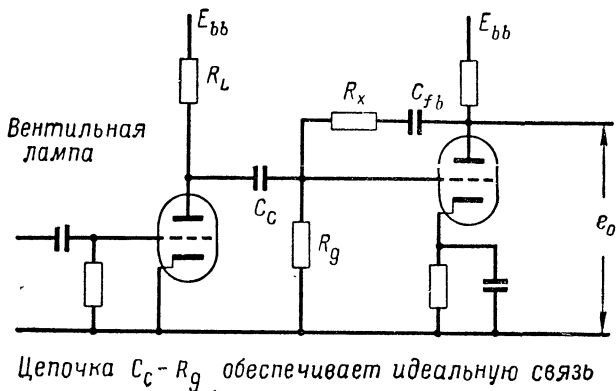 E_bb
E_bb
R_L
R_x
C_fb
Вентильная
лампа
C_c
R_g
e_o
Цепочка C_c - R_g обеспечивает идеальную связь